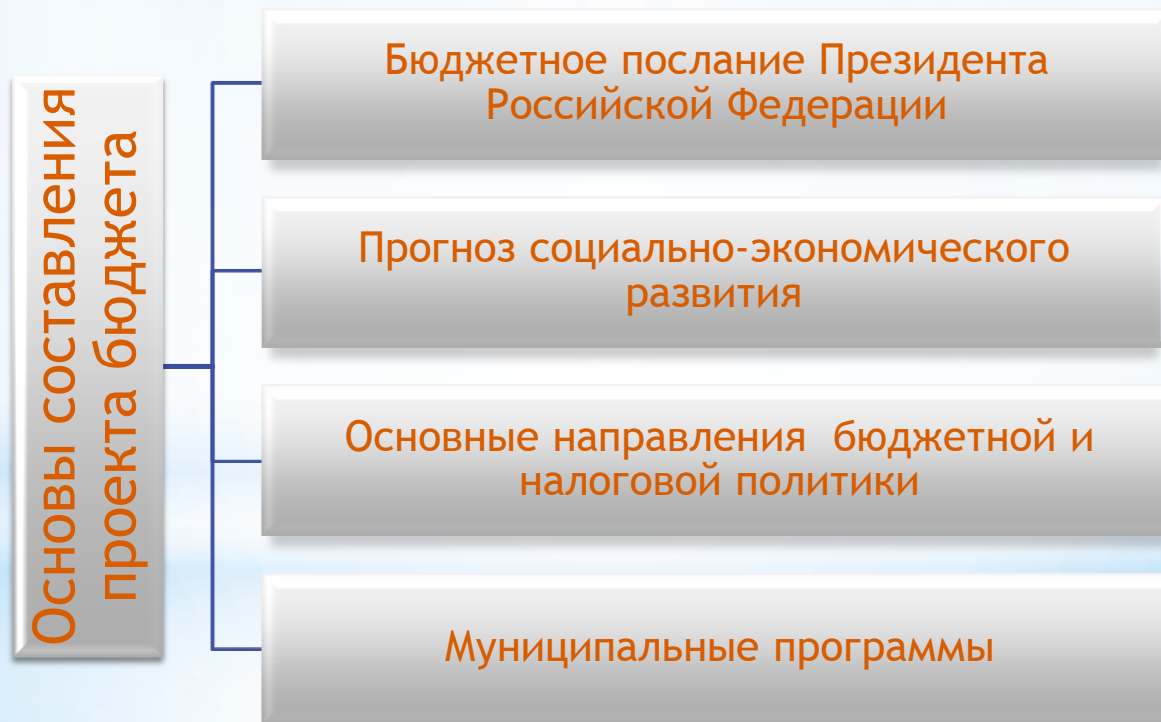 Основы составления
проекта бюджета
Бюджетное послание Президента
Российской Федерации
Прогноз социально-экономического
развития
Основные направления бюджетной и
налоговой политики
Муниципальные программы